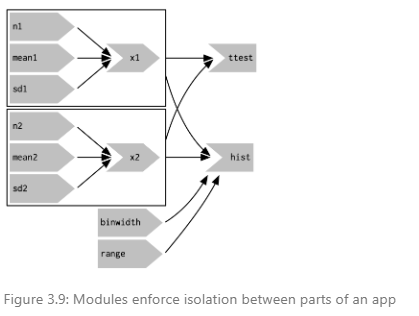 n1
mean1
sd1
x1
ttest
n2
mean2
sd2
x2
hist
binwidth
range
Figure 3.9: Modules enforce isolation between parts of an app